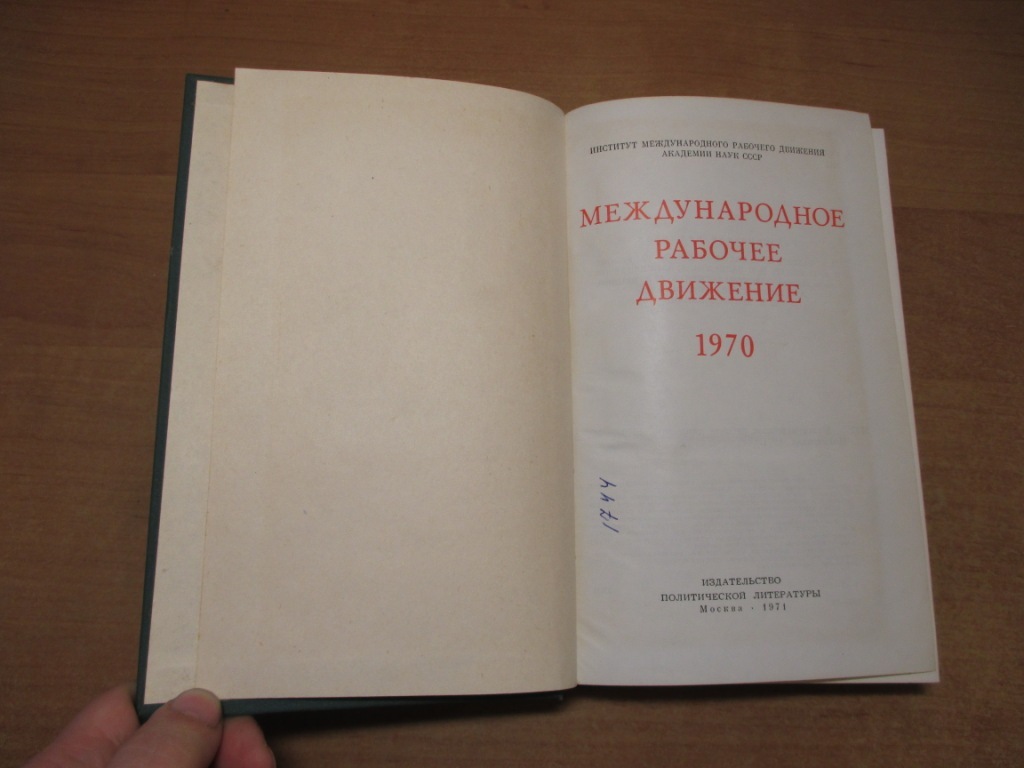 ИНСТИТУТ МЕЖДУНАРОДНОГО РАБОЧЕГО ДВИЖЕНИЯ
АКАДЕМИИ НАУК СССР
МЕЖДУНАРОДНОЕ
РАБОЧЕЕ
ДВИЖЕНИЕ
1970
1744
ИЗДАТЕЛЬСТВО
ПОЛИТИЧЕСКОЙ ЛИТЕРАТУРЫ
Москва · 1971